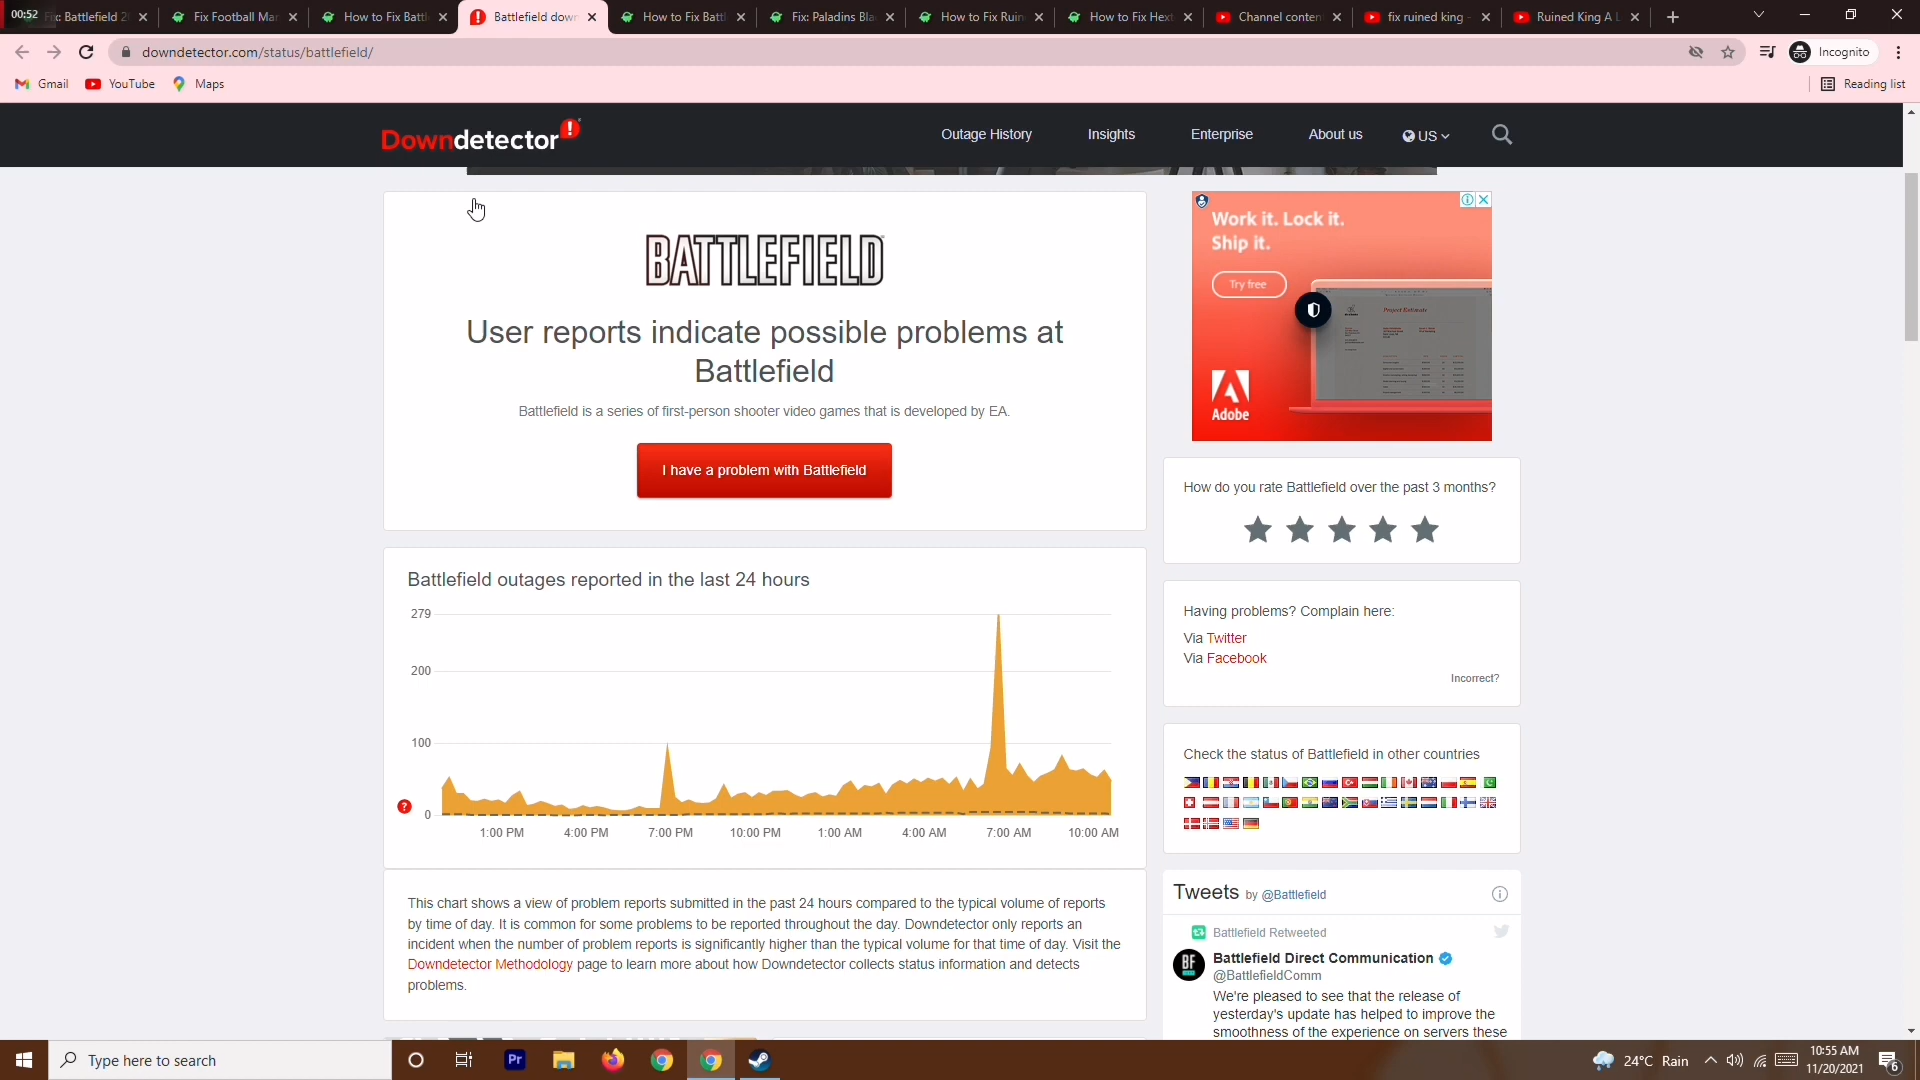 00:52
Fix: Battlefield 2
Fix Football Mar
How to Fix Battl
Battlefield down
How to Fix Battl
Fix: Paladins Bla
How to Fix Ruin
How to Fix Hext
Channel conten
fix ruined king -
Ruined King A L
downdetector.com/status/battlefield/
Incognito
Gmail
YouTube
Maps
Reading list
Downdetector
Outage History
Insights
Enterprise
About us
US
BATTLEFIELD
User reports indicate possible problems at
Battlefield
Battlefield is a series of first-person shooter video games that is developed by EA.
I have a problem with Battlefield
Work it. Lock it.
Ship it.
Try free
Project Estimate
Adobe
How do you rate Battlefield over the past 3 months?
Battlefield outages reported in the last 24 hours
279
200
100
0
1:00 PM
4:00 PM
7:00 PM
10:00 PM
1:00 AM
4:00 AM
7:00 AM
10:00 AM
Having problems? Complain here:
Via Twitter
Via Facebook
Incorrect?
Check the status of Battlefield in other countries
This chart shows a view of problem reports submitted in the past 24 hours compared to the typical volume of reports
by time of day. It is common for some problems to be reported throughout the day. Downdetector only reports an
incident when the number of problem reports is significantly higher than the typical volume for that time of day. Visit the
Downdetector Methodology page to learn more about how Downdetector collects status information and detects
problems.
Tweets by @Battlefield
Battlefield Retweeted
BF
Battlefield Direct Communication
@BattlefieldComm
We're pleased to see that the release of
yesterday's update has helped to improve the
smoothness of the experience on servers these
Type here to search
Pr
24°C Rain
10:55 AM
11/20/2021
6